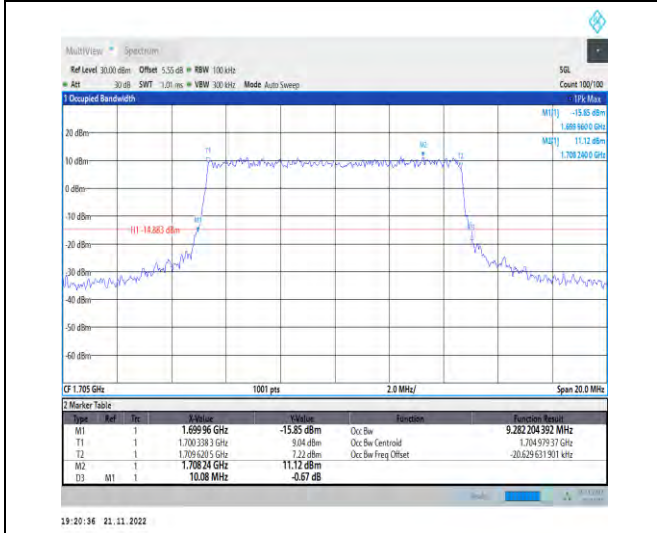 MultiView Spectrum
Ref Level 30.00 dBm Offset 5.55 dB RBW 100 kHz SGL
Att 30 dB SWT 1.01 ms VBW 300 kHz Mode Auto Sweep Count 100/100
1 Occupied Bandwidth 1Pk Max
M1[1] -15.85 dBm
1.699 960 0 GHz
M2[1] 11.12 dBm
1.708 240 0 GHz
20 dBm
T1
M2
T2
10 dBm
0 dBm
-10 dBm
M1
H1 -14.883 dBm
-30 dBm
-40 dBm
-50 dBm
-60 dBm
CF 1.705 GHz 1001 pts 2.0 MHz/ Span 20.0 MHz
2 Marker Table
Type Ref Trc X-Value Y-Value Function Function Result
M1 1 1.699 96 GHz -15.85 dBm Occ Bw 9.282 204 392 MHz
T1 1 1.700 338 3 GHz 9.04 dBm Occ Bw Centroid 1.704 979 37 GHz
T2 1 1.709 620 5 GHz 7.22 dBm Occ Bw Freq Offset -20.629 631 901 kHz
M2 1 1.708 24 GHz 11.12 dBm
D3 M1 1 10.08 MHz -0.67 dB
19:20:36 21.11.2022